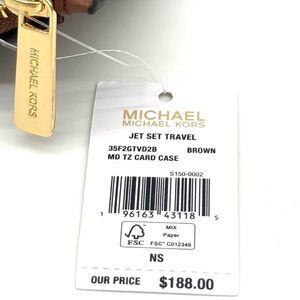 MICHAEL KORS
MICHAEL
MICHAEL KORS
JET SET TRAVEL
35F2GTVD2B BROWN
MD TZ CARD CASE
S150-0002
1 96163 43118 5
FSC
MIX
Paper
FSC® C012345
NS
OUR PRICE $188.00